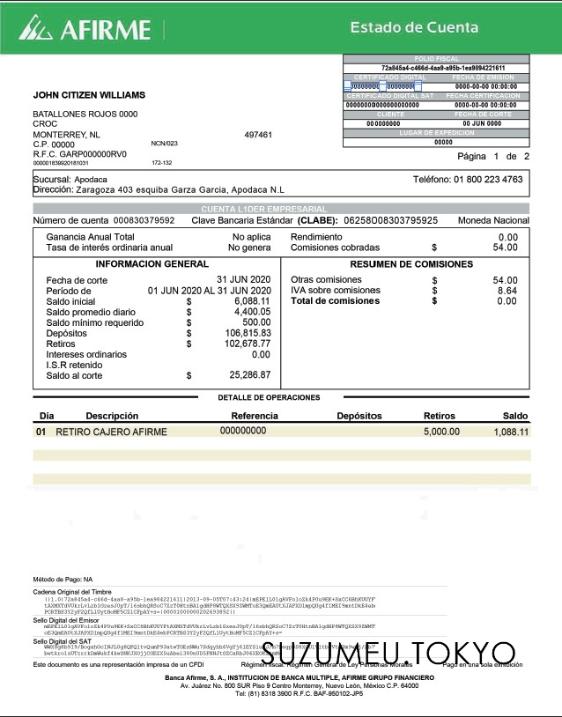 AFIRME
Estado de Cuenta
FOLIO FISCAL
72a845a4-c466d-4aa9-a95b-1ea9094221611
CERTIFICADO DIGITAL FECHA DE EMISION
0000-00-00 00:00:00
CERTIFICADO DIGITAL SAT FECHA CERTIFICACION
0000-00-00 00:00:00
CLIENTE FECHA DE CORTE
00 JUN 0000
LUGAR DE EXPEDICION
00000
JOHN CITIZEN WILLIAMS
BATALLONES ROJOS 0000
CROC
MONTERREY, NL 497461
C.P. 00000 NCN/023
R.F.C. GARP000000RV0
172-132
Página 1 de 2
Sucursal: Apodaca Teléfono: 01 800 223 4763
Dirección: Zaragoza 403 esquiba Garza Garcia, Apodaca N.L
CUENTA L1DER EMPRESARIAL
Número de cuenta 000830379592 Clave Bancaria Estándar (CLABE): 06258O08303795925 Moneda Nacional
Ganancia Anual Total No aplica Rendimiento 0.00
Tasa de interés ordinaria anual No genera Comisiones cobradas $ 54.00
INFORMACION GENERAL RESUMEN DE COMISIONES
Fecha de corte 31 JUN 2020 Otras comisiones $ 54.00
Período de 01 JUN 2020 AL 31 JUN 2020 IVA sobre comisiones $ 8.64
Saldo inicial $ 6,088.11 Total de comisiones $ 0.00
Saldo promedio diario $ 4,400.05
Saldo mínimo requerido $ 500.00
Depósitos $ 106,815.83
Retiros $ 102,678.77
Intereses ordinarios 0.00
I.S.R retenido
Saldo al corte $ 25,286.87
DETALLE DE OPERACIONES
Dia Descripción Referencia Depósitos Retiros Saldo
01 RETIRO CAJERO AFIRME 000000000 5,000.00 1,088.11
Método de Pago: NA
Cadena Original del Timbre
Sello Digital del Emisor
Sello Digital del SAT
SUZUMEU.TOKYO
Este documento es una representación impresa de un CFDI Régimen fiscal: Régimen General de Ley Personas Morales Pago en una sola exhibición
Banca Afirme, S. A., INSTITUCION DE BANCA MULTIPLE, AFIRME GRUPO FINANCIERO
Av. Juárez No. 800 SUR Piso 9 Centro Monterrey, Nuevo León, México C.P. 64000
Tel: (81) 8318 3900 R.F.C. BAF-950102-JP5